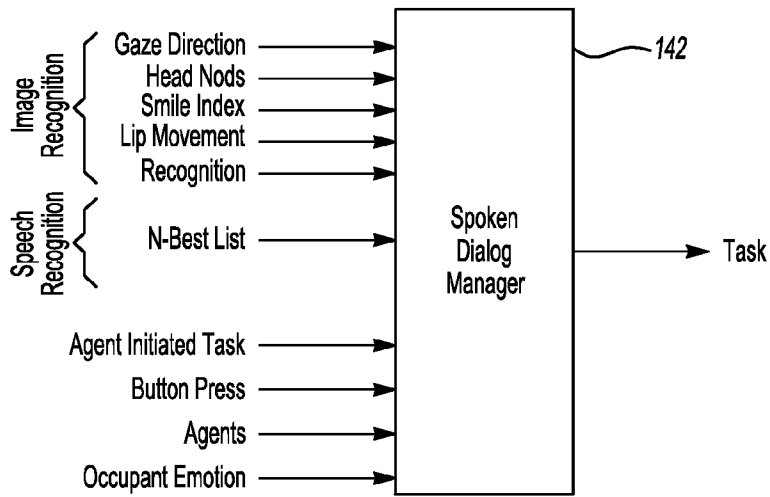 Image
Recognition
Gaze Direction
Head Nods
Smile Index
Lip Movement
Recognition
Speech
Recognition
N-Best List
Agent Initiated Task
Button Press
Agents
Occupant Emotion
Spoken
Dialog
Manager
142
Task